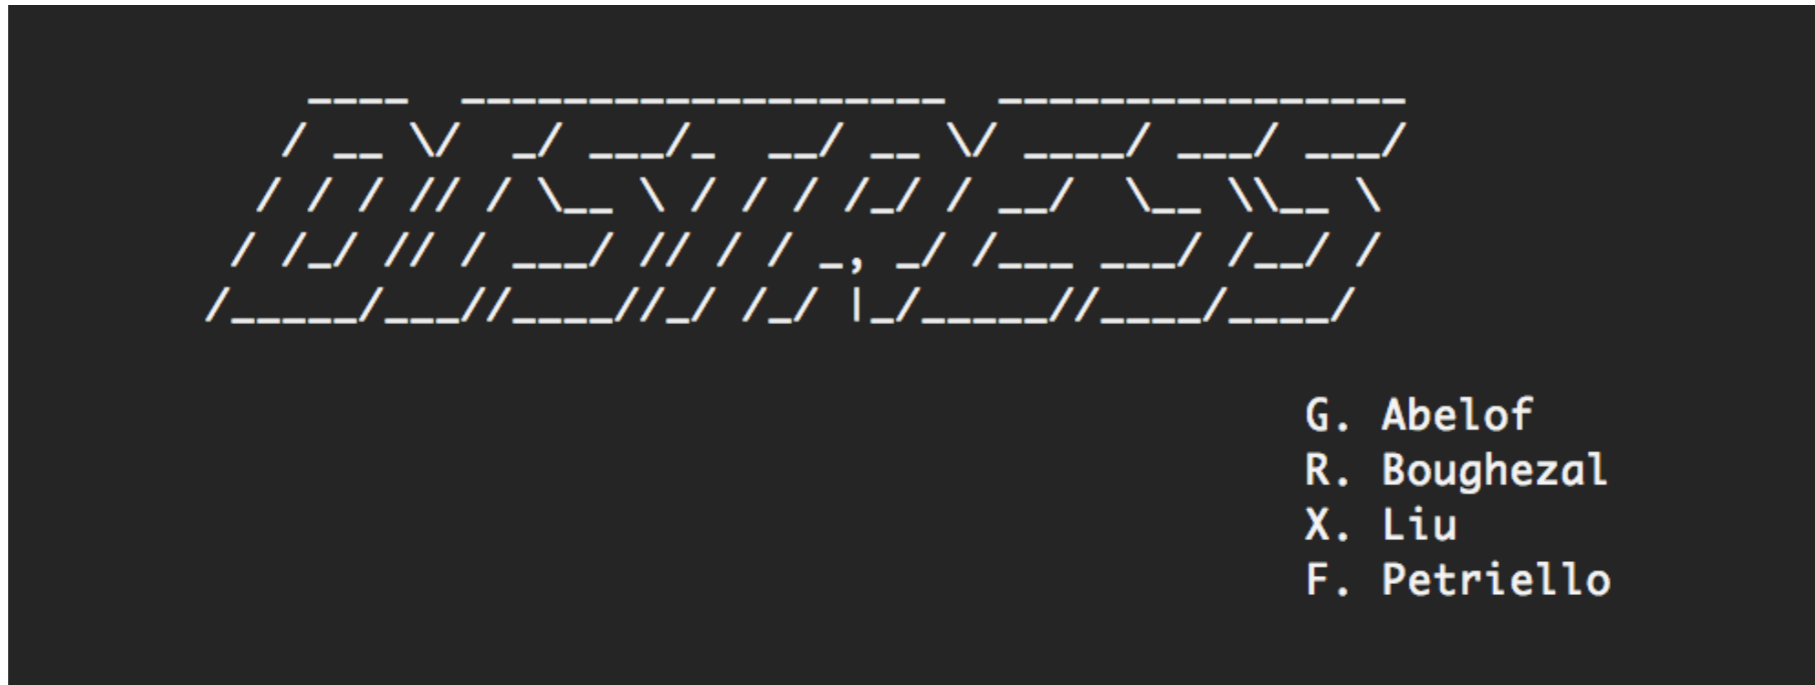 DISTRESS
G. Abelof
R. Boughezal
X. Liu
F. Petriello